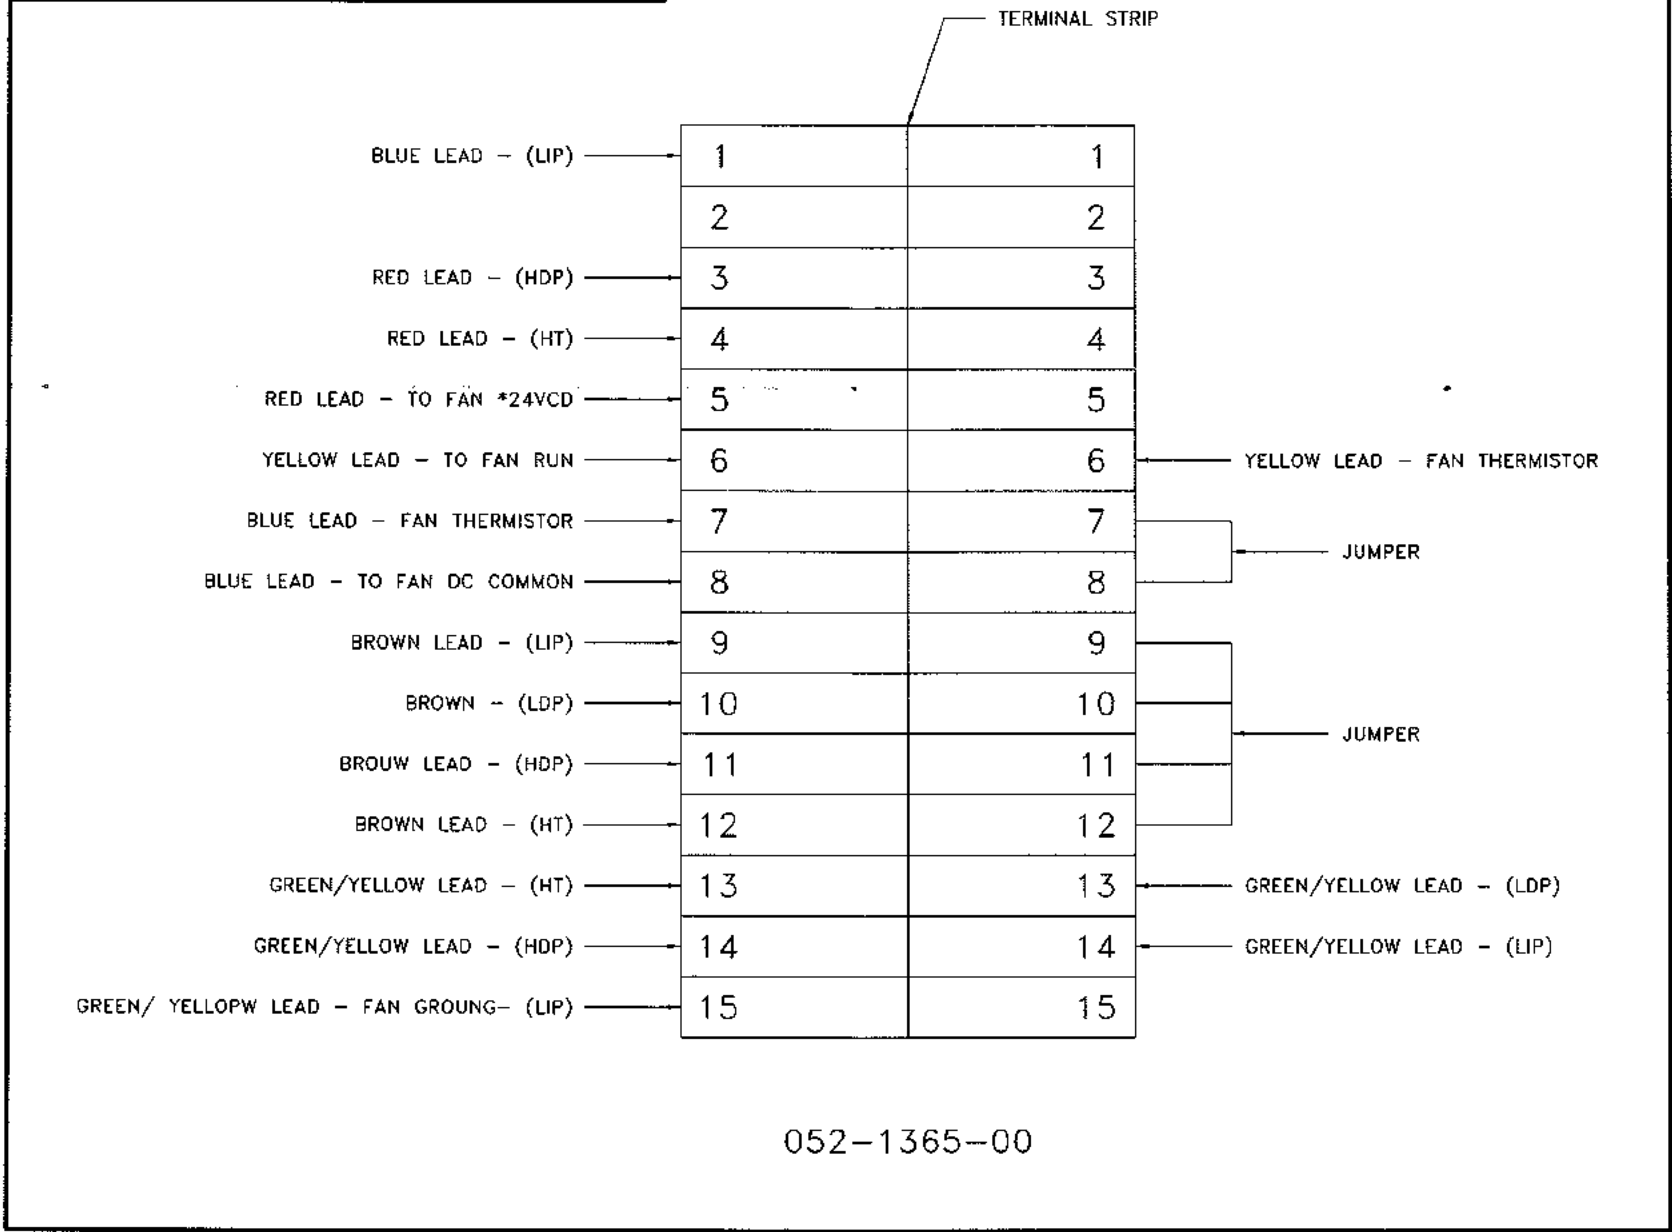 TERMINAL STRIP
BLUE LEAD - (LIP) 1 1
2 2
RED LEAD - (HDP) 3 3
RED LEAD - (HT) 4 4
RED LEAD - TO FAN *24VCD 5 5
YELLOW LEAD - TO FAN RUN 6 6 YELLOW LEAD - FAN THERMISTOR
BLUE LEAD - FAN THERMISTOR 7 7
JUMPER
BLUE LEAD - TO FAN DC COMMON 8 8
BROWN LEAD - (LIP) 9 9
BROWN - (LDP) 10 10
JUMPER
BROUW LEAD - (HDP) 11 11
BROWN LEAD - (HT) 12 12
GREEN/YELLOW LEAD - (HT) 13 13 GREEN/YELLOW LEAD - (LDP)
GREEN/YELLOW LEAD - (HDP) 14 14 GREEN/YELLOW LEAD - (LIP)
GREEN/ YELLOPW LEAD - FAN GROUNG- (LIP) 15 15
052-1365-00